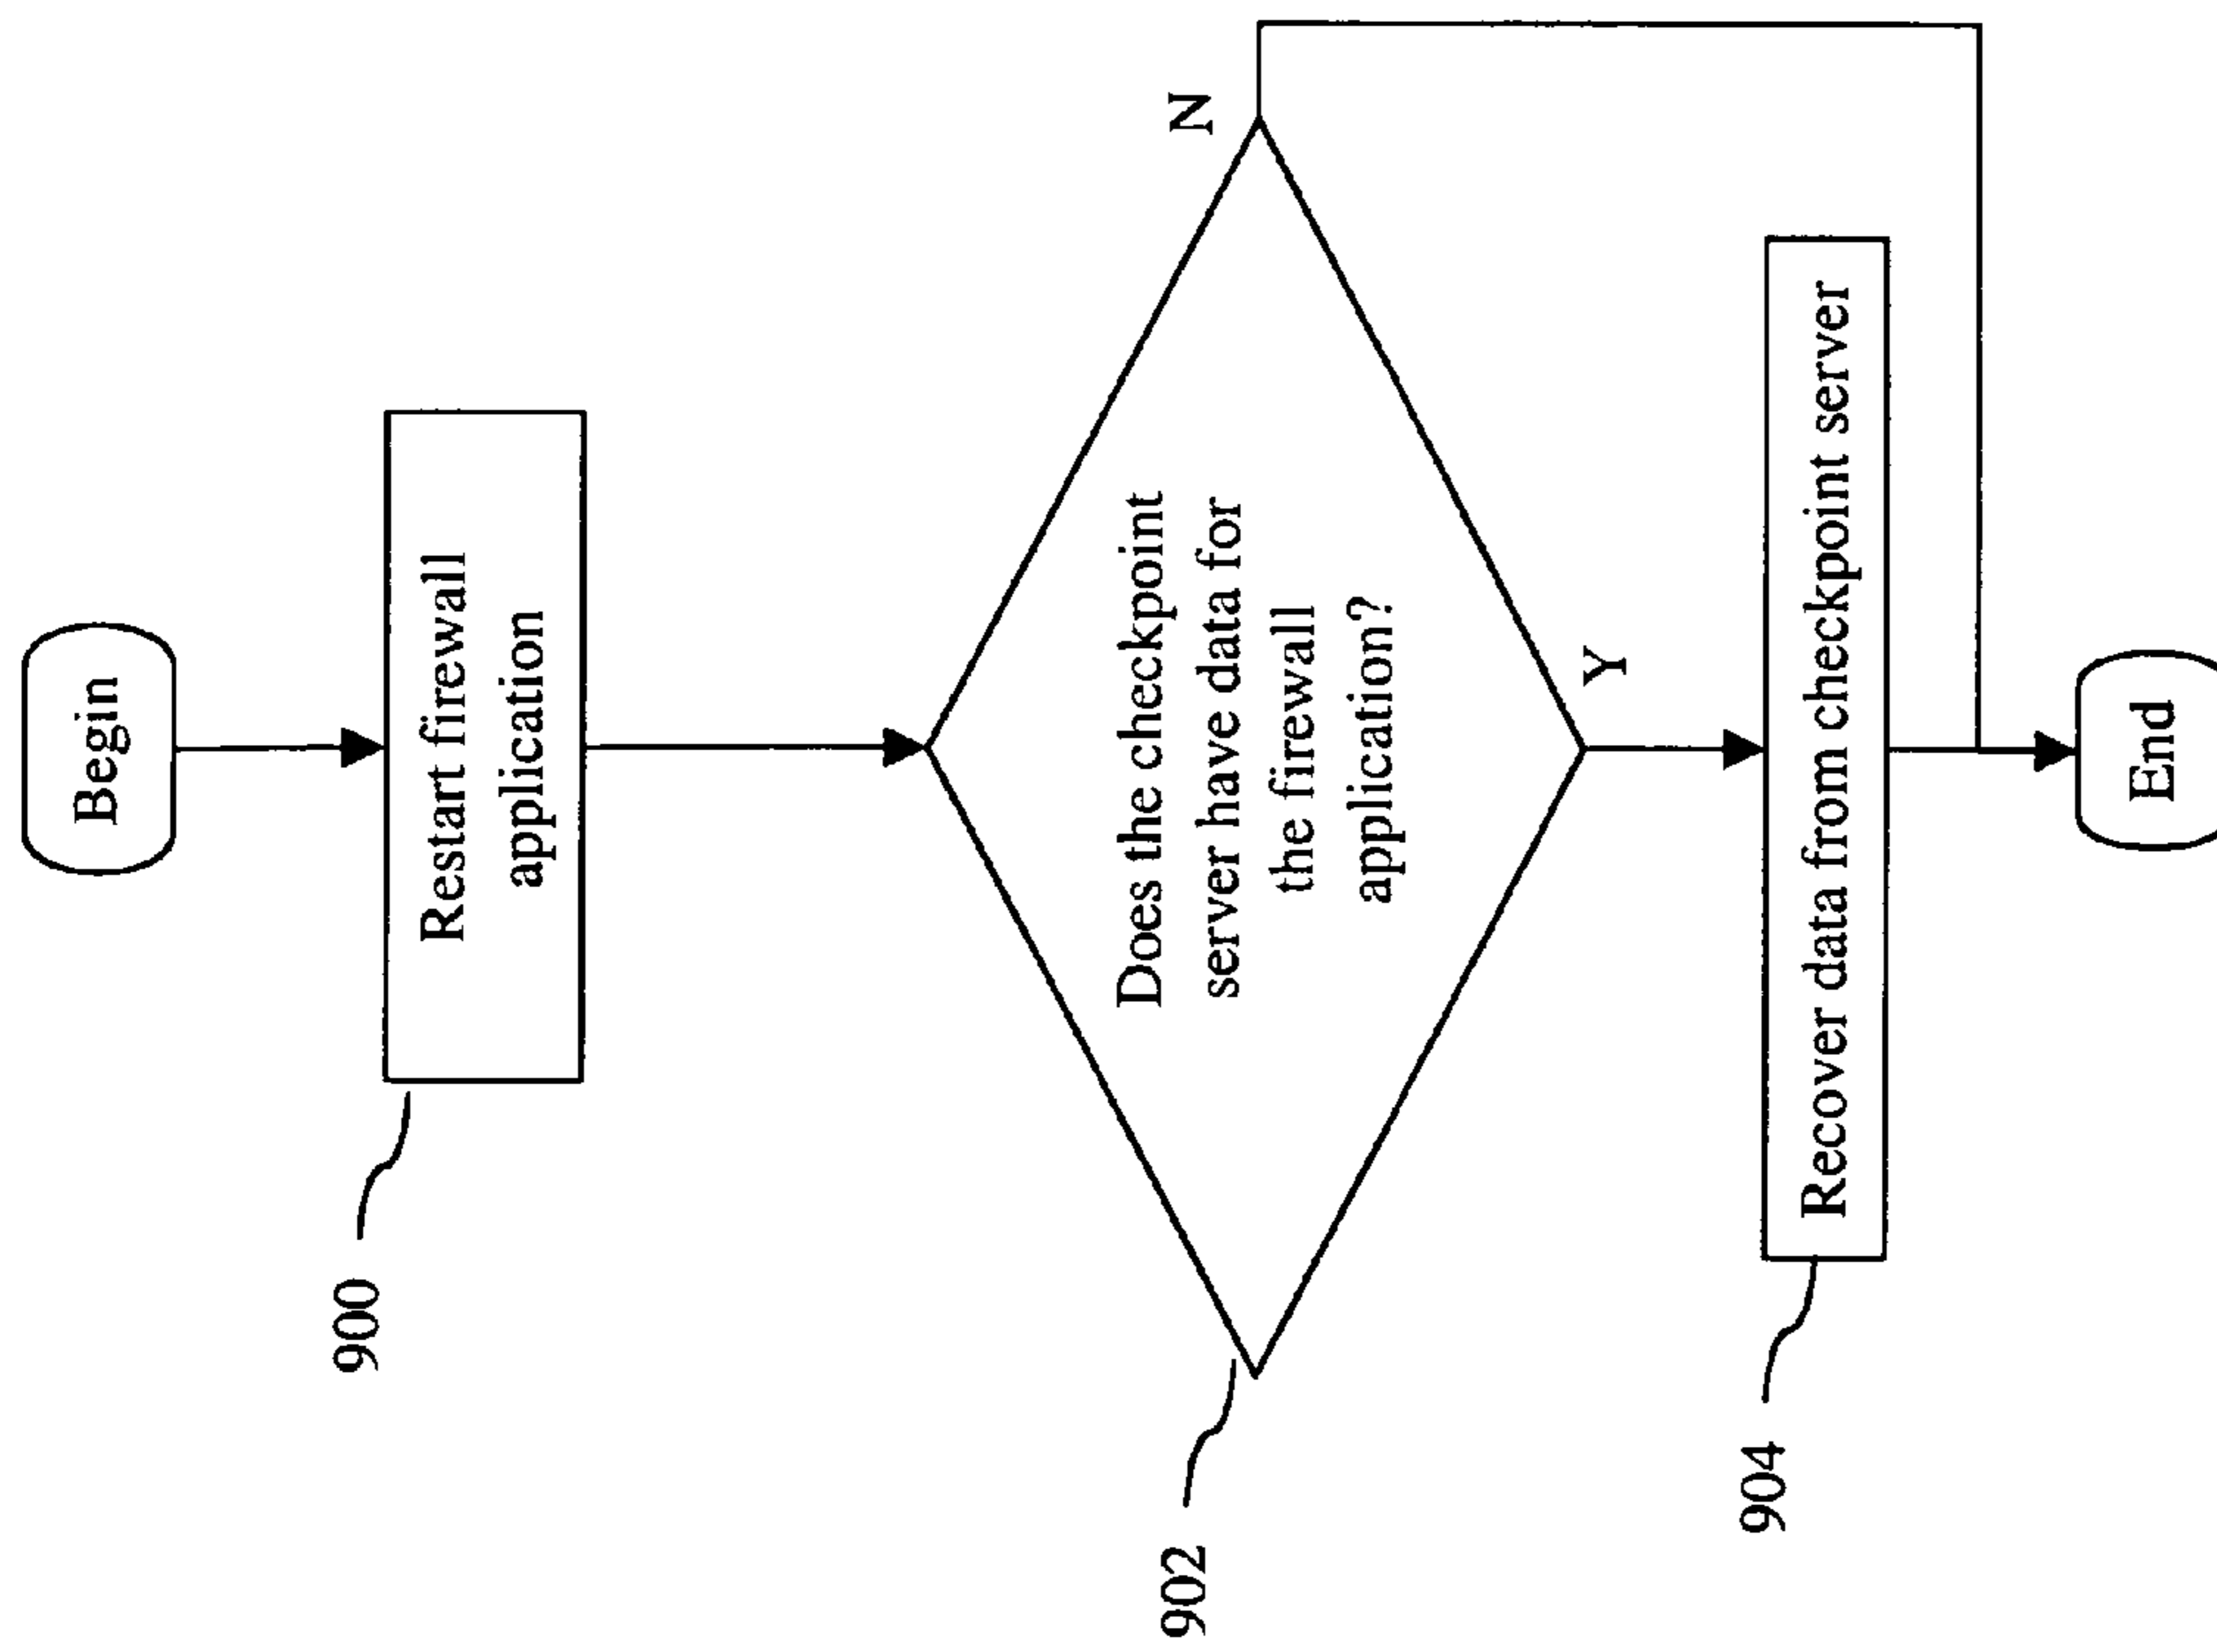 Begin
900
Restart firewall
application
902
Does the checkpoint
server have data for
the firewall
application?
N
Y
904
Recover data from checkpoint server
End